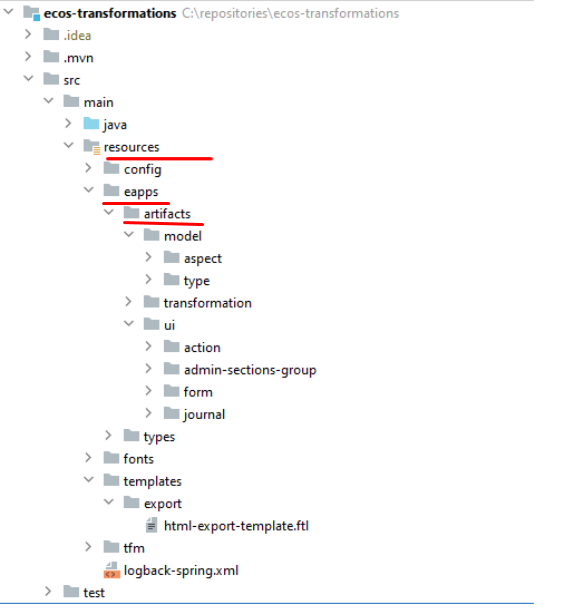 ecos-transformations C:\repositories\ecos-transformations
.idea
.mvn
src
main
java
resources
config
eapps
artifacts
model
aspect
type
transformation
ui
action
admin-sections-group
form
journal
types
fonts
templates
export
html-export-template.ftl
tfm
logback-spring.xml
test